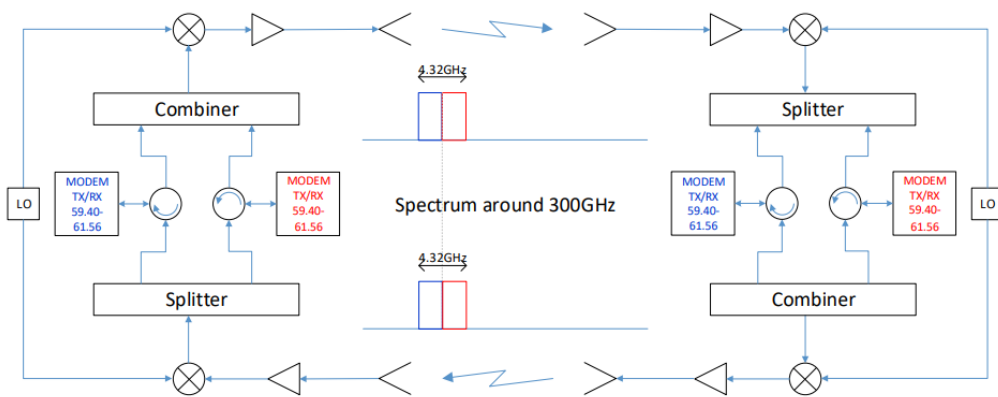 4.32GHz
Combiner
Splitter
MODEM
TX/RX
59.40-
61.56
MODEM
TX/RX
59.40-
61.56
MODEM
TX/RX
59.40-
61.56
MODEM
TX/RX
59.40-
61.56
LO
Spectrum around 300GHz
LO
4.32GHz
Splitter
Combiner